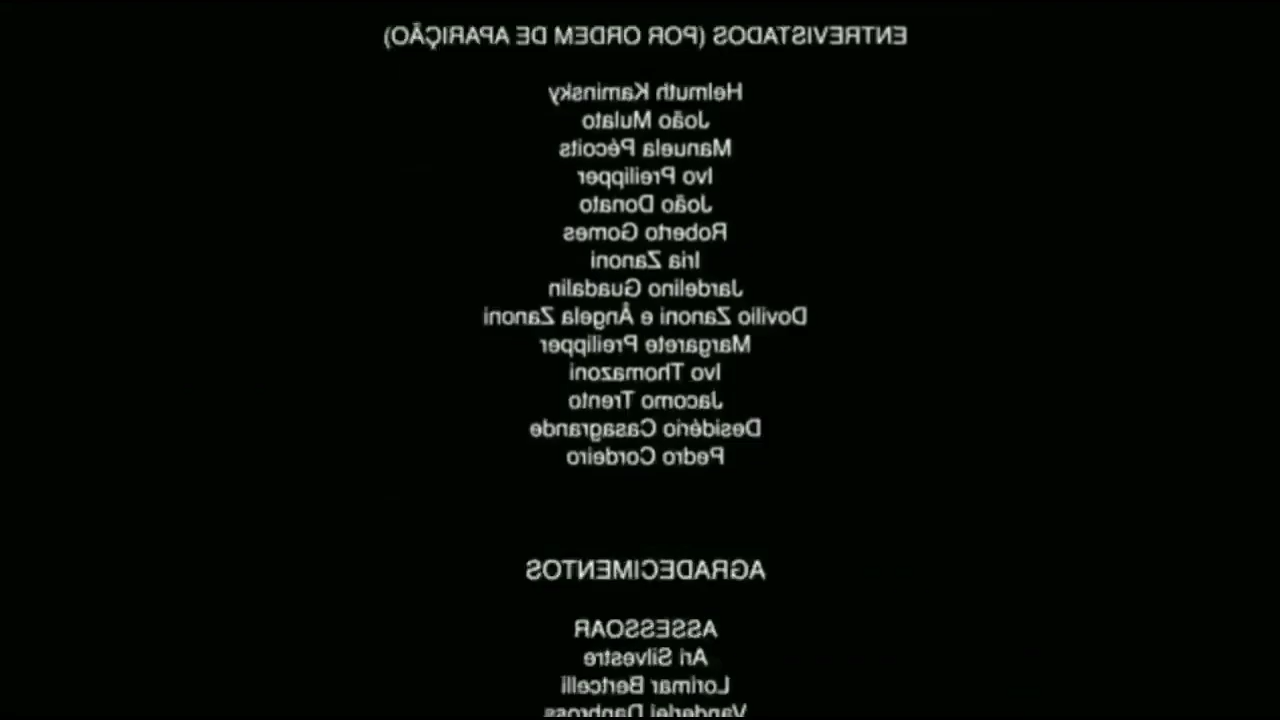 ENTREVISTADOS (POR ORDEM DE APARIÇÃO)
Helmuth Kaminsky
João Mulato
Manuela Pécoits
Ivo Preilipper
João Donato
Roberto Gomes
Iria Zanoni
Jardelino Guadalin
Dovilio Zanoni e Ângela Zanoni
Margarete Preilipper
Ivo Thomazoni
Jacomo Trento
Desidério Casagrande
Pedro Cordeiro
AGRADECIMENTOS
ASSESSOAR
Ari Silvestre
Lorimar Bertcelli
Vanderlei Danbross